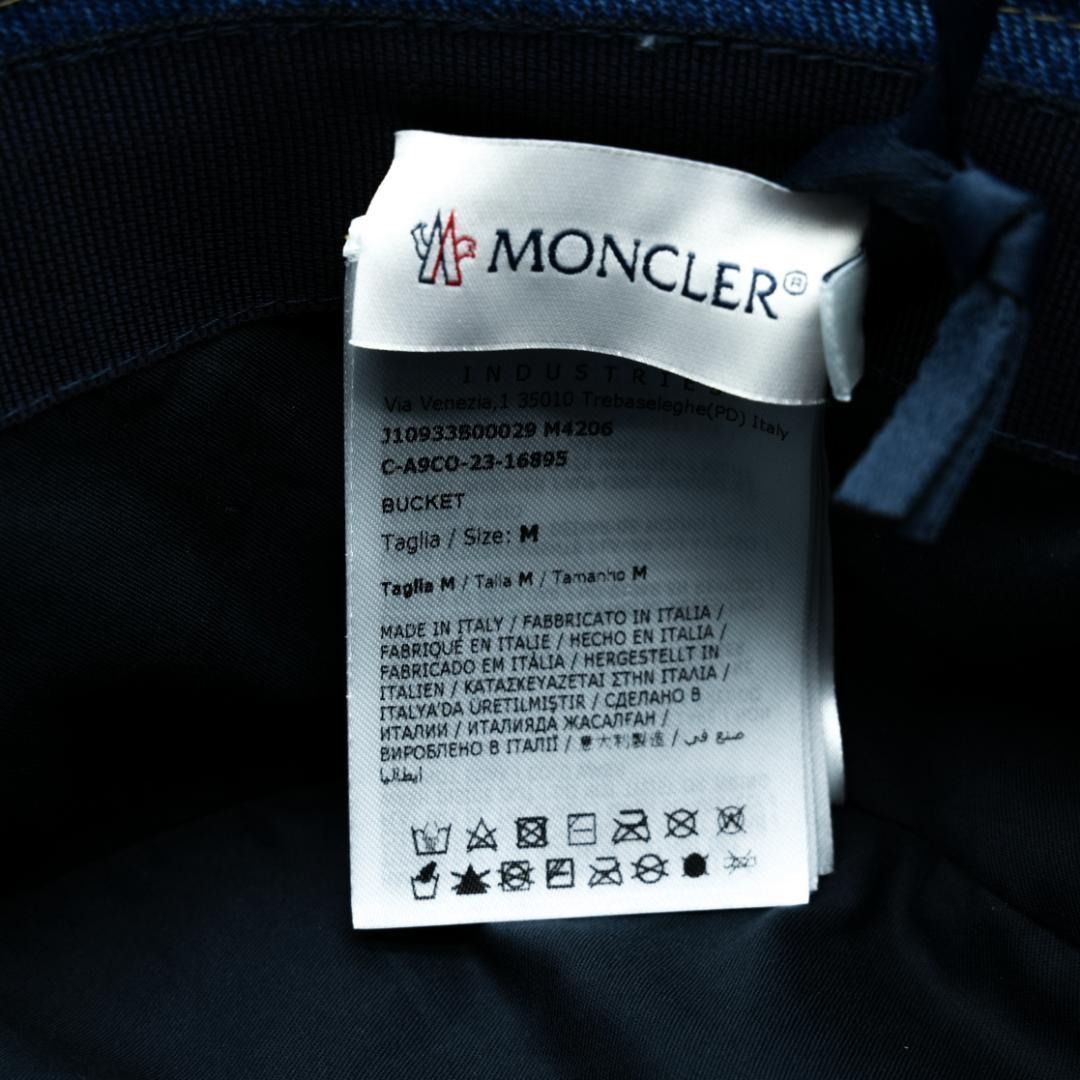 MONCLER®
INDUSTRIES
Via Venezia,1 35010 Trebaseleghe(PD) Italy
J10933B00029 M4206
C-A9CO-23-16895
BUCKET
Taglia / Size: M
Taglia M / Talla M / Tamanho M
MADE IN ITALY / FABBRICATO IN ITALIA /
FABRIQUÉ EN ITALIE / HECHO EN ITALIA /
FABRICADO EM ITÁLIA / HERGESTELLT IN
ITALIEN / ΚΑΤΑΣΚΕΥΑΖΕΤΑΙ ΣΤΗΝ ΙΤΑΛΙΑ /
ITALYA'DA ÜRETILMIŞTIR / СДЕЛАНО В
ИТАЛИИ / ИТАЛИЯДА ЖАСАЛҒАН /
ВИРОБЛЕНО В ІТАЛІЇ / 意大利製造 / صنع في
إيطاليا